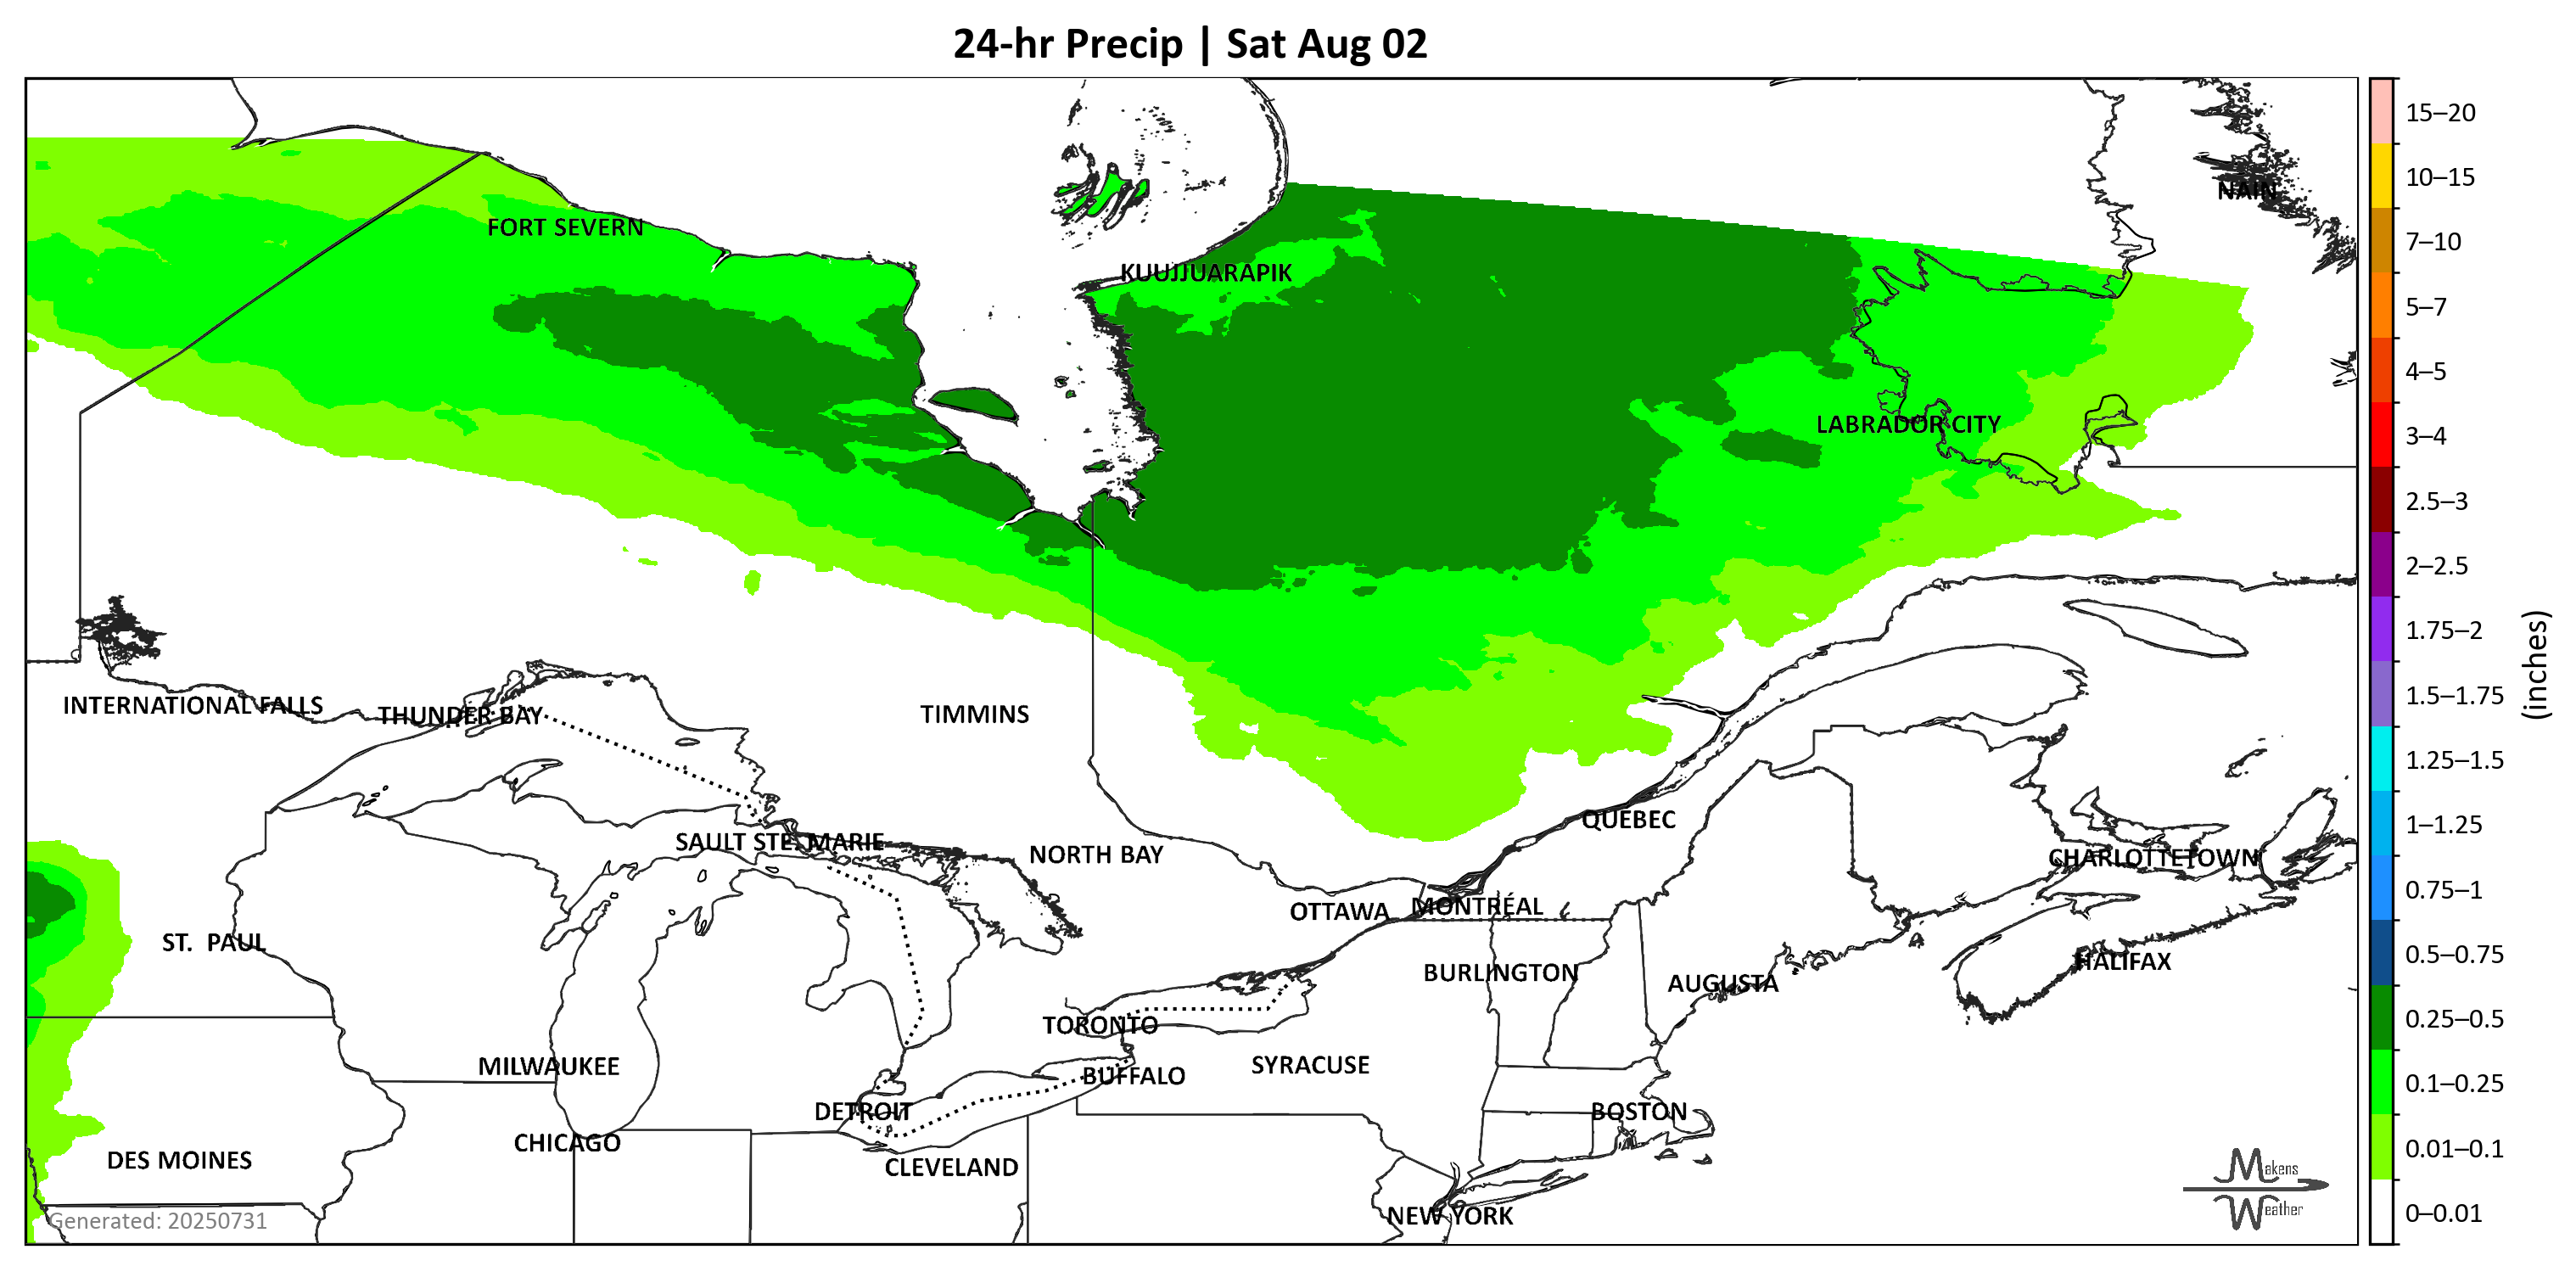 24-hr Precip | Sat Aug 02
NAIN
FORT SEVERN
KUUJJUARAPIK
LABRADOR CITY
INTERNATIONAL FALLS
THUNDER BAY
TIMMINS
QUEBEC
SAULT STE. MARIE
NORTH BAY
CHARLOTTETOWN
OTTAWA
MONTRÉAL
ST. PAUL
HALIFAX
BURLINGTON
AUGUSTA
TORONTO
MILWAUKEE
SYRACUSE
BUFFALO
DETROIT
BOSTON
CHICAGO
DES MOINES
CLEVELAND
NEW YORK
Generated: 20250731
Makens
Weather
15–20
10–15
7–10
5–7
4–5
3–4
2.5–3
2–2.5
1.75–2
1.5–1.75
1.25–1.5
1–1.25
0.75–1
0.5–0.75
0.25–0.5
0.1–0.25
0.01–0.1
0–0.01
(inches)